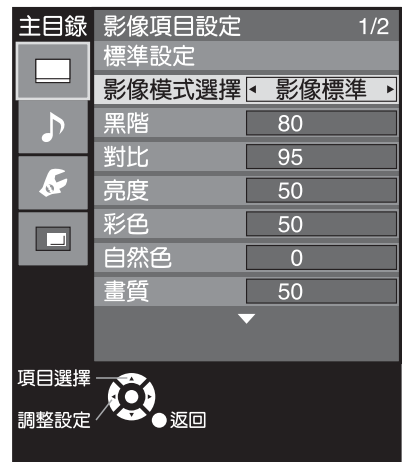 主目錄 影像項目設定 1/2
標準設定
影像模式選擇 影像標準
黑階 80
對比 95
亮度 50
彩色 50
自然色 0
畫質 50
項目選擇
調整設定 返回